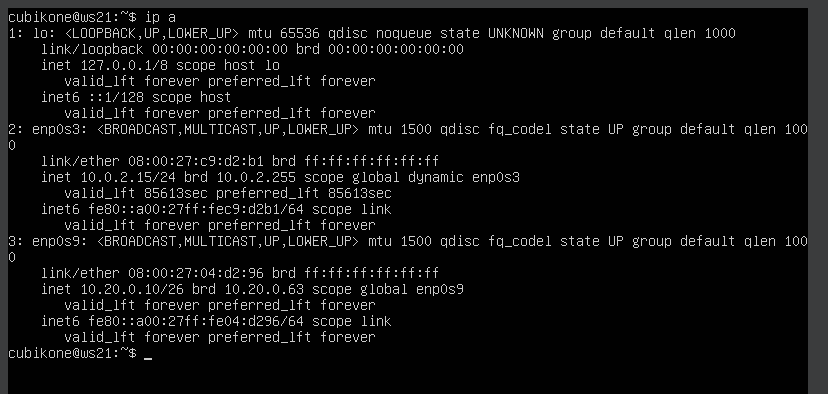 cubikone@ws21:~$ ip a
1: lo: <LOOPBACK,UP,LOWER_UP> mtu 65536 qdisc noqueue state UNKNOWN group default qlen 1000
    link/loopback 00:00:00:00:00:00 brd 00:00:00:00:00:00
    inet 127.0.0.1/8 scope host lo
       valid_lft forever preferred_lft forever
    inet6 ::1/128 scope host
       valid_lft forever preferred_lft forever
2: enp0s3: <BROADCAST,MULTICAST,UP,LOWER_UP> mtu 1500 qdisc fq_codel state UP group default qlen 100
0
    link/ether 08:00:27:c9:d2:b1 brd ff:ff:ff:ff:ff:ff
    inet 10.0.2.15/24 brd 10.0.2.255 scope global dynamic enp0s3
       valid_lft 85613sec preferred_lft 85613sec
    inet6 fe80::a00:27ff:fec9:d2b1/64 scope link
       valid_lft forever preferred_lft forever
3: enp0s9: <BROADCAST,MULTICAST,UP,LOWER_UP> mtu 1500 qdisc fq_codel state UP group default qlen 100
0
    link/ether 08:00:27:04:d2:96 brd ff:ff:ff:ff:ff:ff
    inet 10.20.0.10/26 brd 10.20.0.63 scope global enp0s9
       valid_lft forever preferred_lft forever
    inet6 fe80::a00:27ff:fe04:d296/64 scope link
       valid_lft forever preferred_lft forever
cubikone@ws21:~$ _